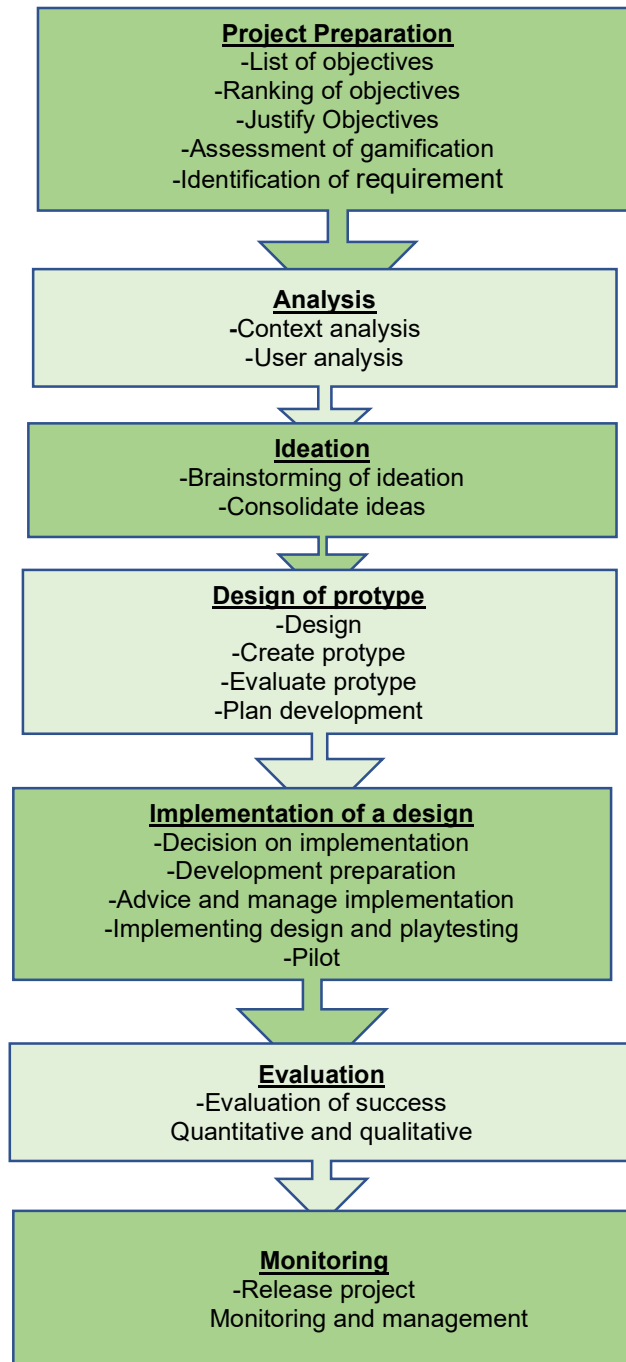 Project Preparation
-List of objectives
-Ranking of objectives
-Justify Objectives
-Assessment of gamification
-Identification of requirement
Analysis
-Context analysis
-User analysis
Ideation
-Brainstorming of ideation
-Consolidate ideas
Design of protype
-Design
-Create protype
-Evaluate protype
-Plan development
Implementation of a design
-Decision on implementation
-Development preparation
-Advice and manage implementation
-Implementing design and playtesting
-Pilot
Evaluation
-Evaluation of success
Quantitative and qualitative
Monitoring
-Release project
Monitoring and management